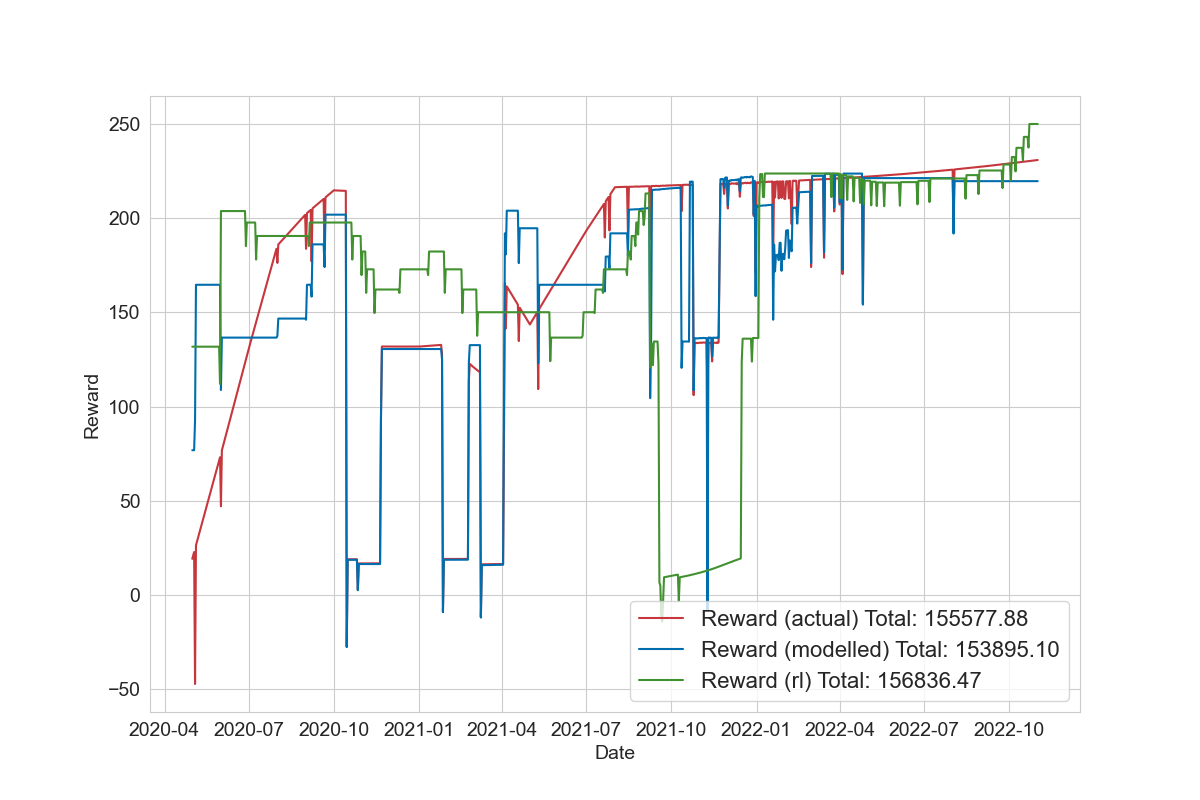 250
200
150
100
50
0
−50
Reward
Reward (actual) Total: 155577.88
Reward (modelled) Total: 153895.10
Reward (rl) Total: 156836.47
2020-04 2020-07 2020-10 2021-01 2021-04 2021-07 2021-10 2022-01 2022-04 2022-07 2022-10
Date